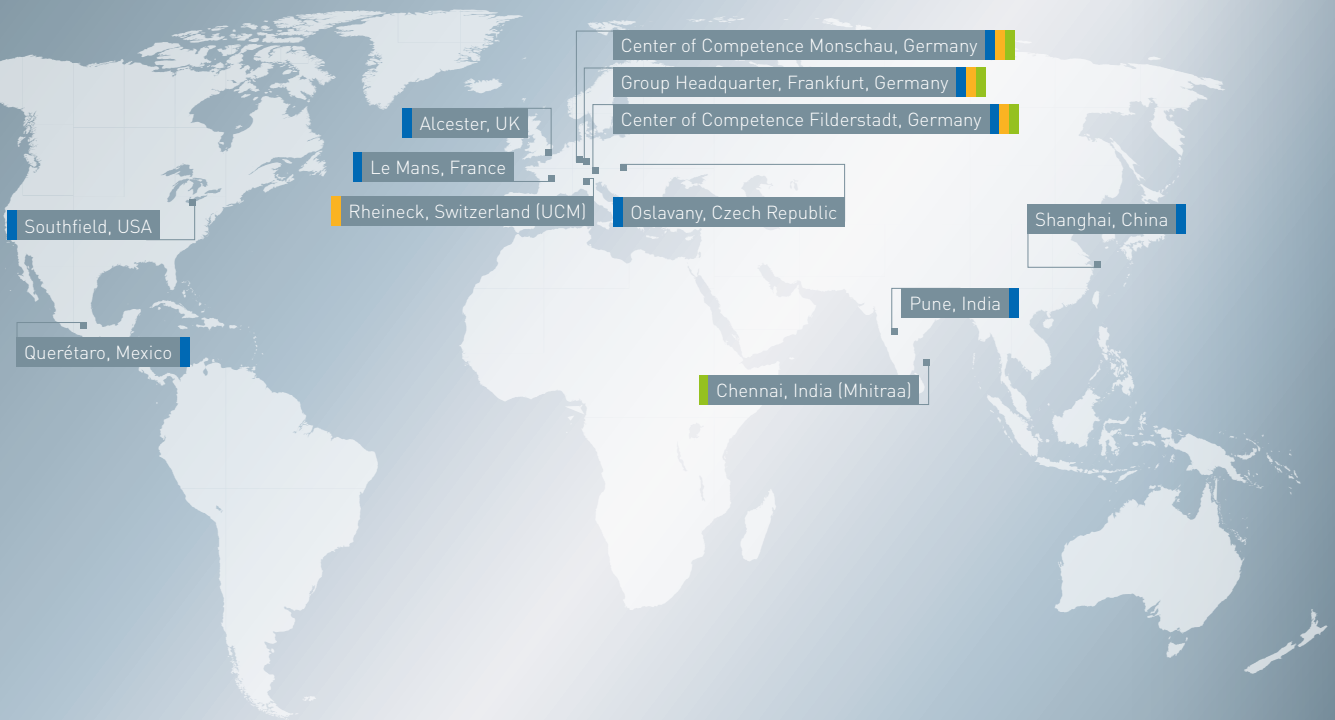 Center of Competence Monschau, Germany
Group Headquarter, Frankfurt, Germany
Center of Competence Filderstadt, Germany
Alcester, UK
Le Mans, France
Rheineck, Switzerland (UCM)
Oslavany, Czech Republic
Southfield, USA
Shanghai, China
Pune, India
Querétaro, Mexico
Chennai, India (Mhitraa)